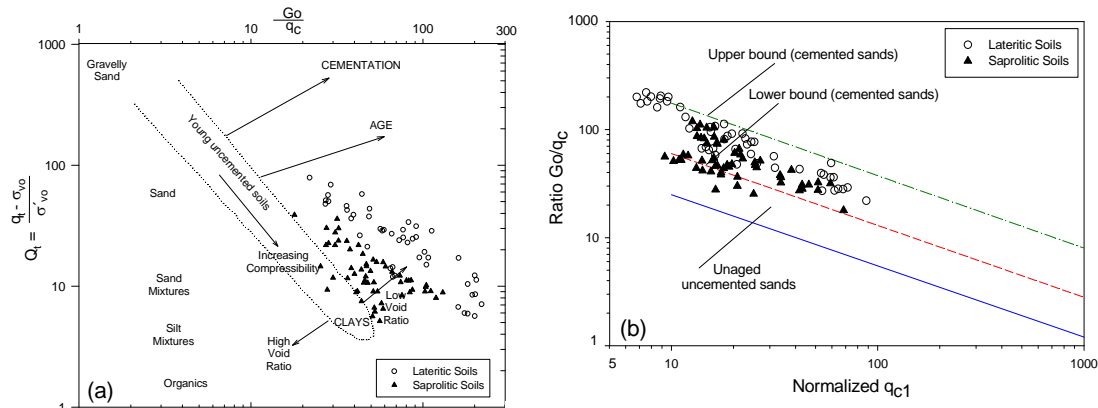 Go
qc
1 10 100 300
1000
100
10
1
Qt = qt - σvo
σ′vo
Gravelly
Sand
CEMENTATION
AGE
Young uncemented soils
Sand
Increasing
Compressibility
Sand
Mixtures
Low
Void
Ratio
CLAYS
Silt
Mixtures
High
Void
Ratio
Organics
(a)
Lateritic Soils
Saprolitic Soils
1000
100
10
1
Ratio Go/qc
Lateritic Soils
Saprolitic Soils
Upper bound (cemented sands)
Lower bound (cemented sands)
Unaged
uncemented sands
(b)
5 10 100 1000
Normalized qc1